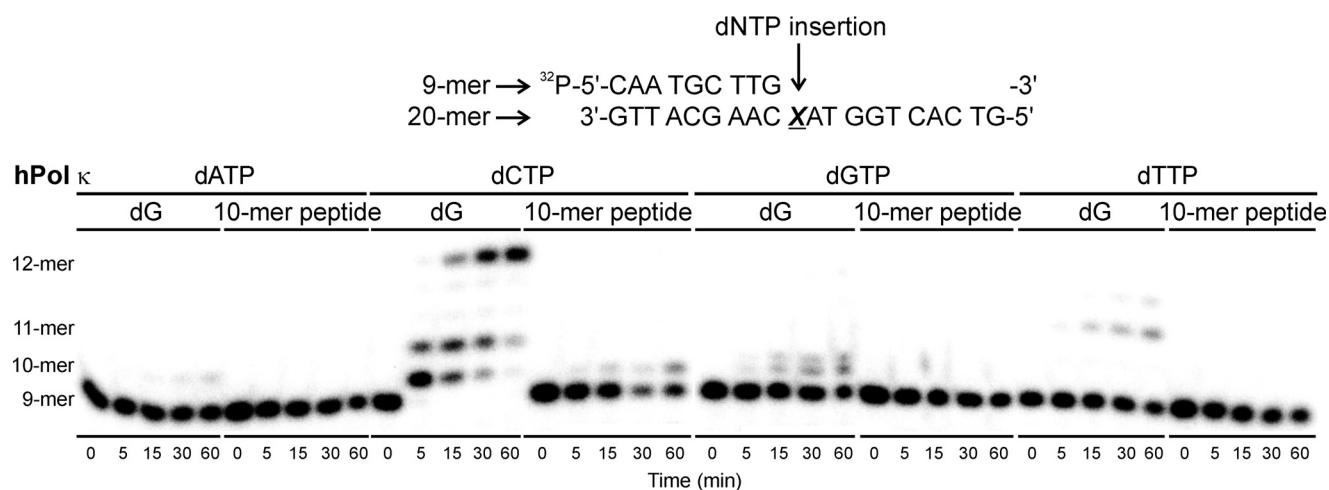 dNTP insertion
9-mer → ³²P-5'-CAA TGC TTG -3'
20-mer → 3'-GTT ACG AAC XAT GGT CAC TG-5'
hPol κ dATP dCTP dGTP dTTP
dG 10-mer peptide dG 10-mer peptide dG 10-mer peptide dG 10-mer peptide
12-mer
11-mer
10-mer
9-mer
0 5 15 30 60 0 5 15 30 60 0 5 15 30 60 0 5 15 30 60 0 5 15 30 60 0 5 15 30 60 0 5 15 30 60 0 5 15 30 60
Time (min)